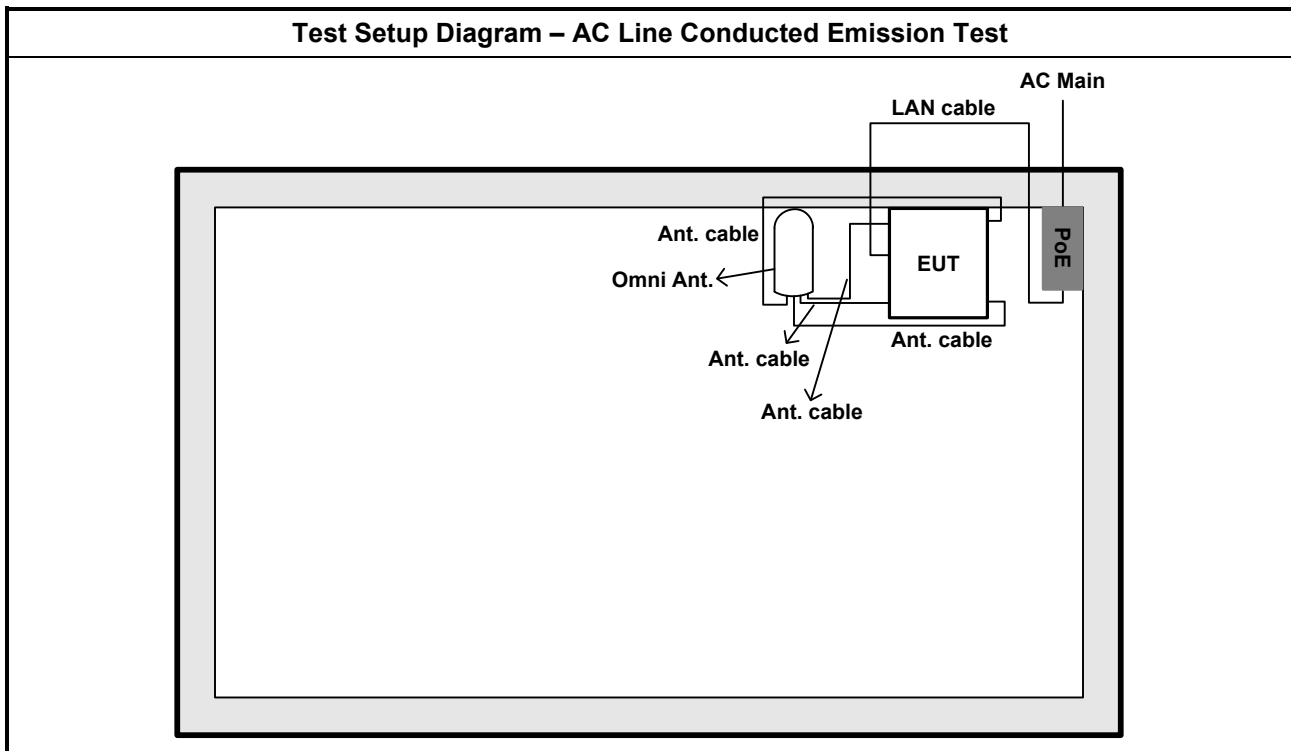 Test Setup Diagram – AC Line Conducted Emission Test
AC Main
LAN cable
Ant. cable
PoE
EUT
Omni Ant.
Ant. cable
Ant. cable
Ant. cable